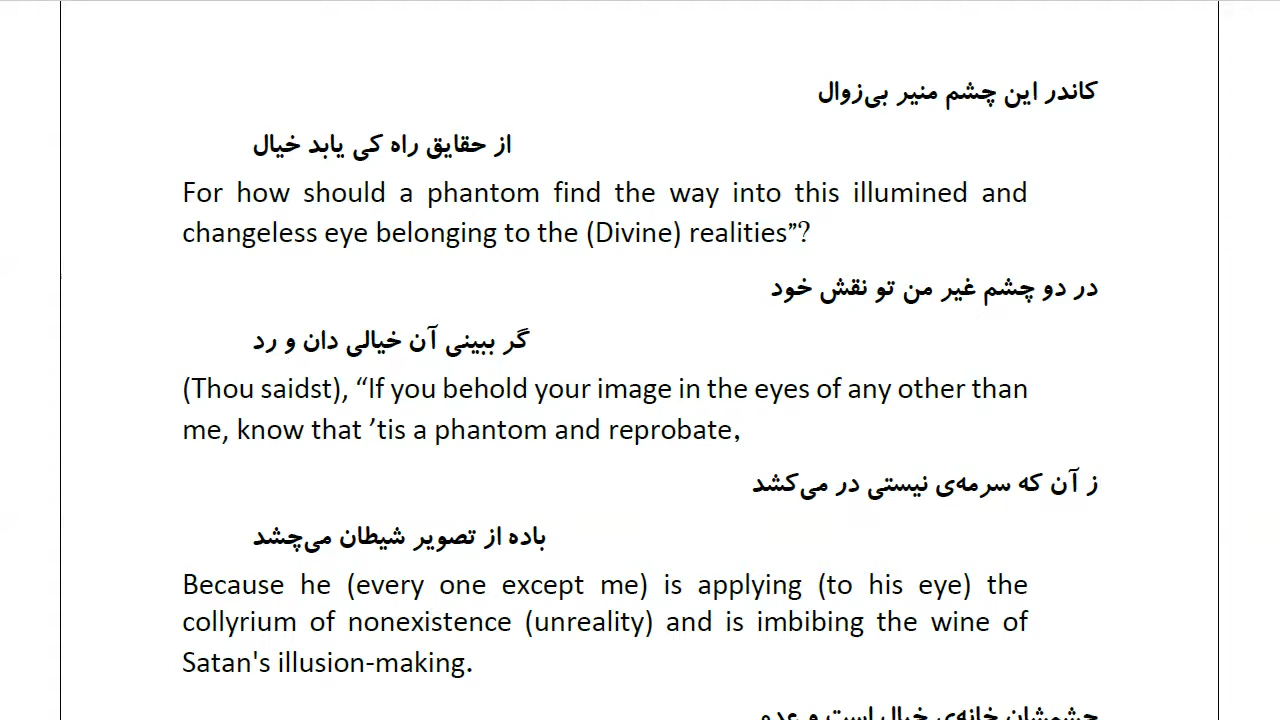 کاندر این چشم منیر بی‌زوال
از حقایق راه کی یابد خیال
For how should a phantom find the way into this illumined and
changeless eye belonging to the (Divine) realities”?
در دو چشم غیر من تو نقش خود
گر ببینی آن خیالی دان و رد
(Thou saidst), “If you behold your image in the eyes of any other than
me, know that ’tis a phantom and reprobate,
ز آن که سرمه‌ی نیستی در می‌کشد
باده از تصویر شیطان می‌چشد
Because he (every one except me) is applying (to his eye) the
collyrium of nonexistence (unreality) and is imbibing the wine of
Satan's illusion-making.
چشمشان خانه‌ی خیال است و عدم